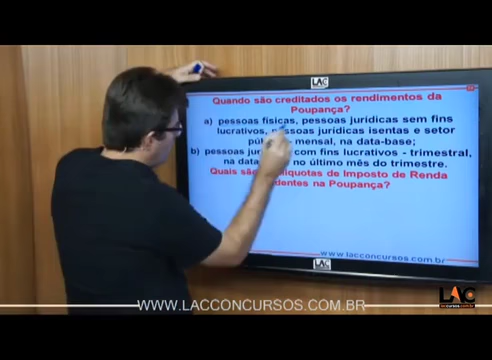 LAC
Quando são creditados os rendimentos da
Poupança?
a) pessoas físicas, pessoas jurídicas sem fins
lucrativos, pessoas jurídicas isentas e setor
mensal, na data-base;
b) pessoas com fins lucrativos - trimestral,
na data no último mês do trimestre.
Quais são alíquotas de Imposto de Renda
na Poupança?
www.lacconcursos.com.br
LAC
WWW.LACCONCURSOS.COM.BR
LAC